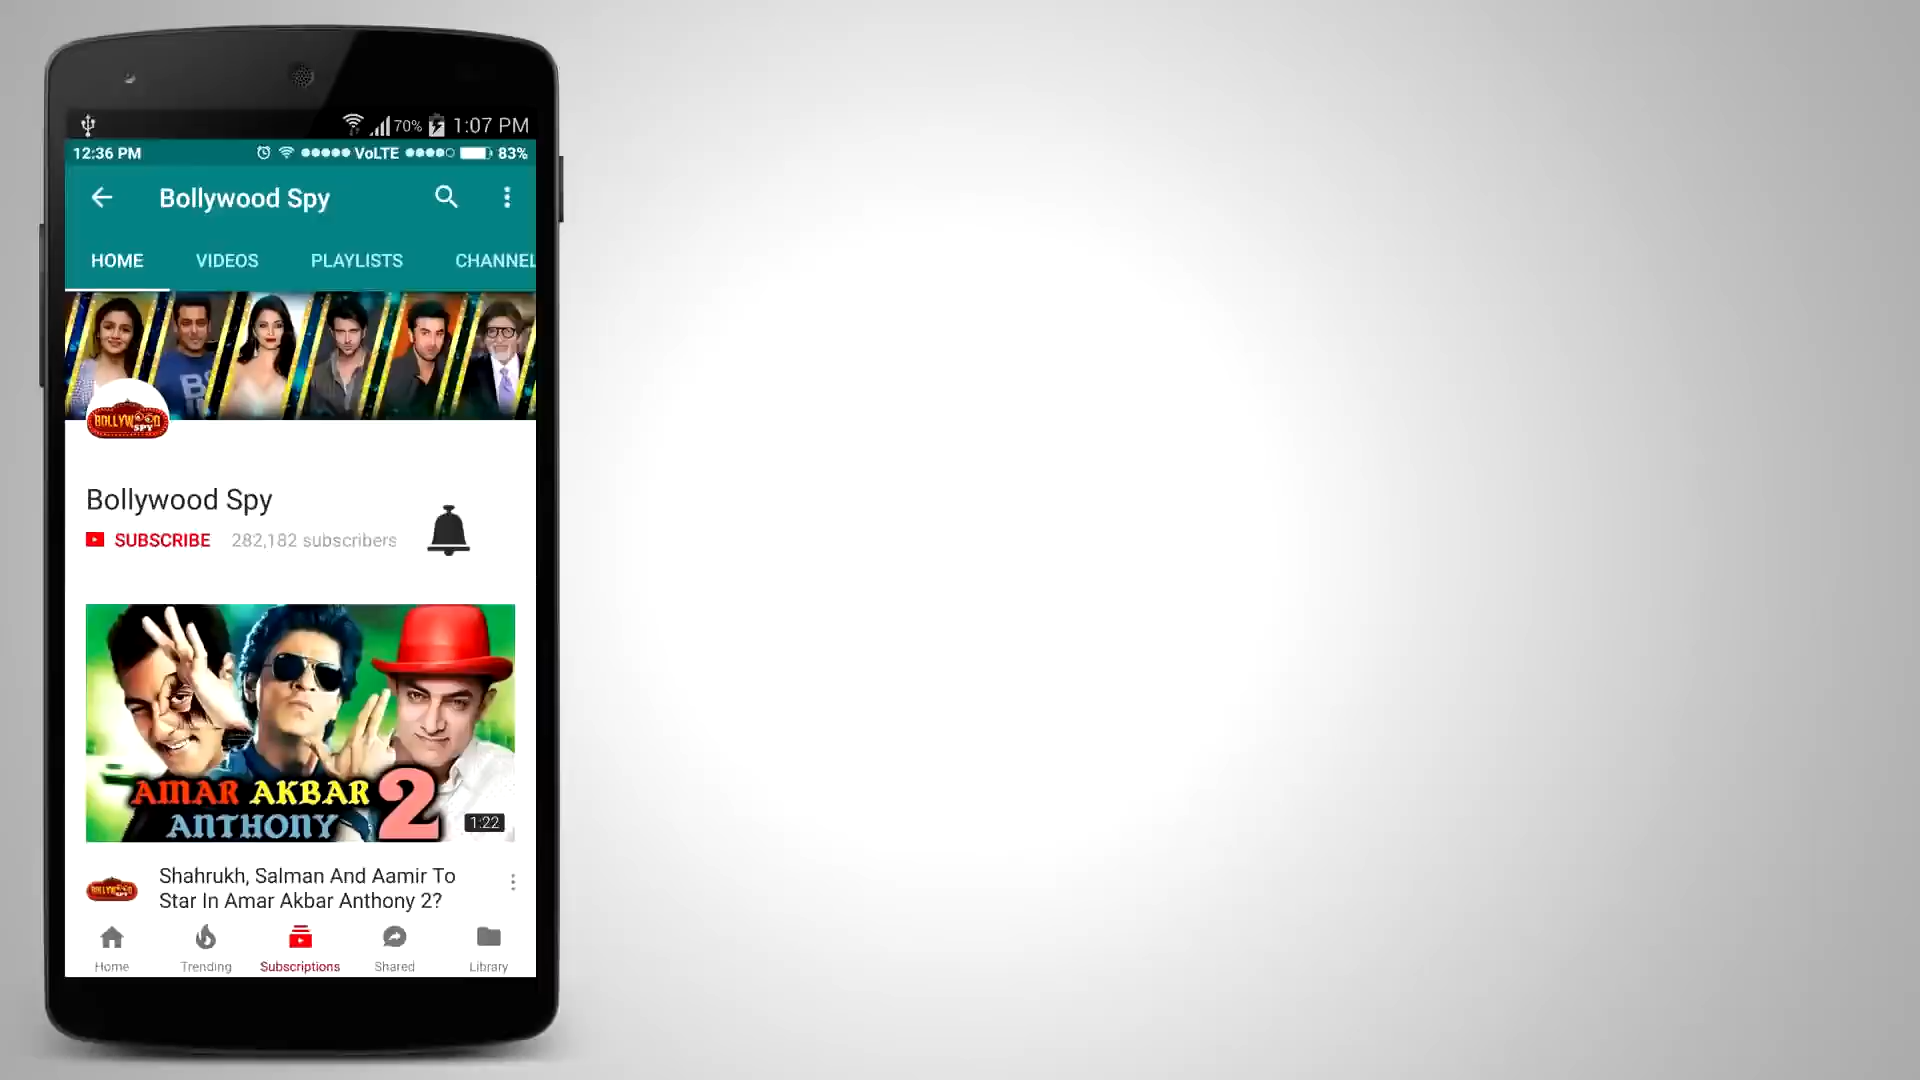 70% 1:07 PM
12:36 PM VoLTE 83%
Bollywood Spy
HOME VIDEOS PLAYLISTS CHANNEL
BOLLYWOOD
SPY
Bollywood Spy
SUBSCRIBE 282,182 subscribers
AMAR AKBAR 2
ANTHONY
1:22
Shahrukh, Salman And Aamir To
Star In Amar Akbar Anthony 2?
Home Trending Subscriptions Shared Library